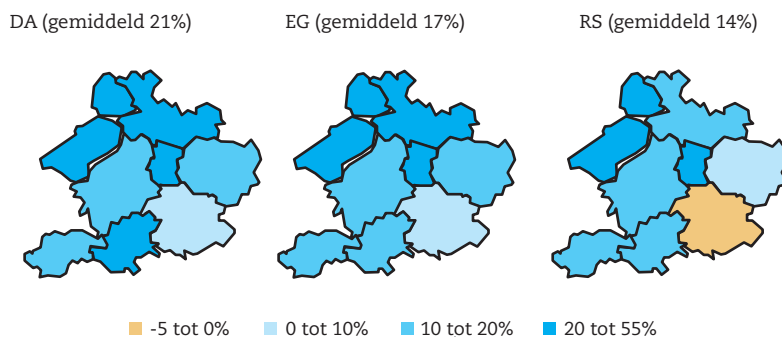 DA (gemiddeld 21%) EG (gemiddeld 17%) RS (gemiddeld 14%)
-5 tot 0% 0 tot 10% 10 tot 20% 20 tot 55%